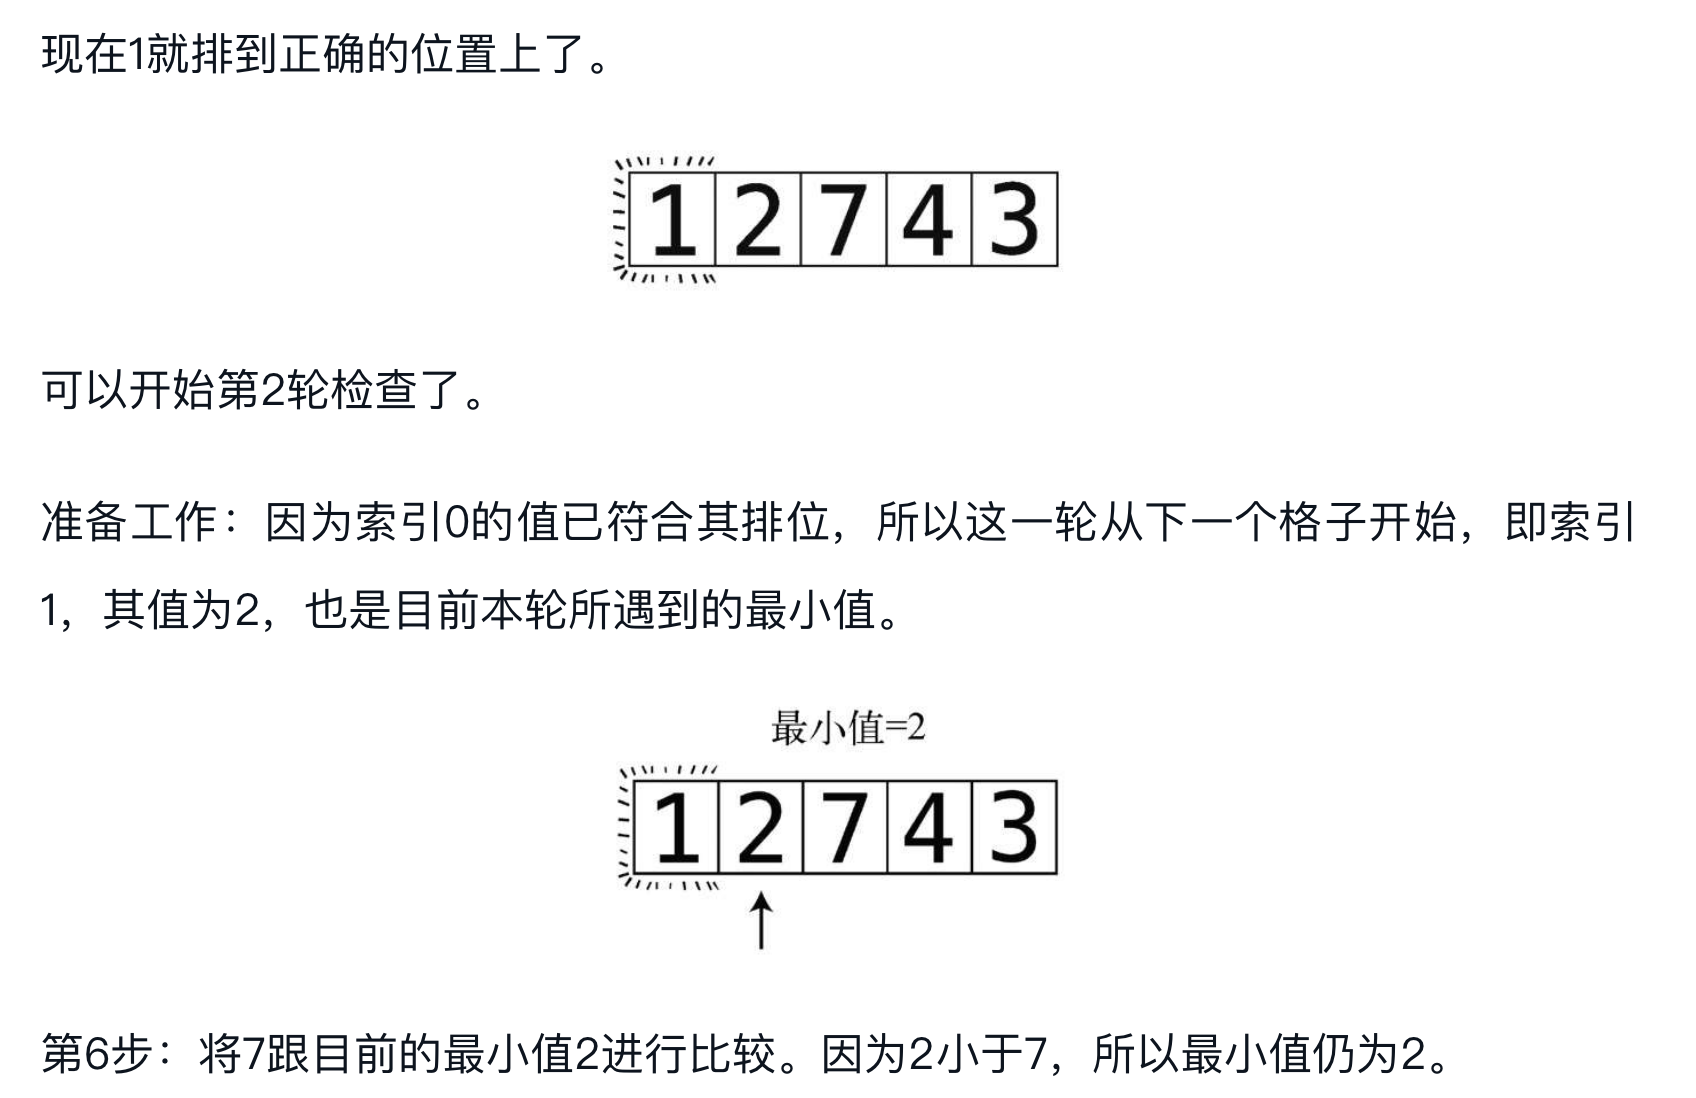 现在1就排到正确的位置上了。
1 2 7 4 3
可以开始第2轮检查了。
准备工作：因为索引0的值已符合其排位，所以这一轮从下一个格子开始，即索引
1，其值为2，也是目前本轮所遇到的最小值。
最小值=2
1 2 7 4 3
第6步：将7跟目前的最小值2进行比较。因为2小于7，所以最小值仍为2。